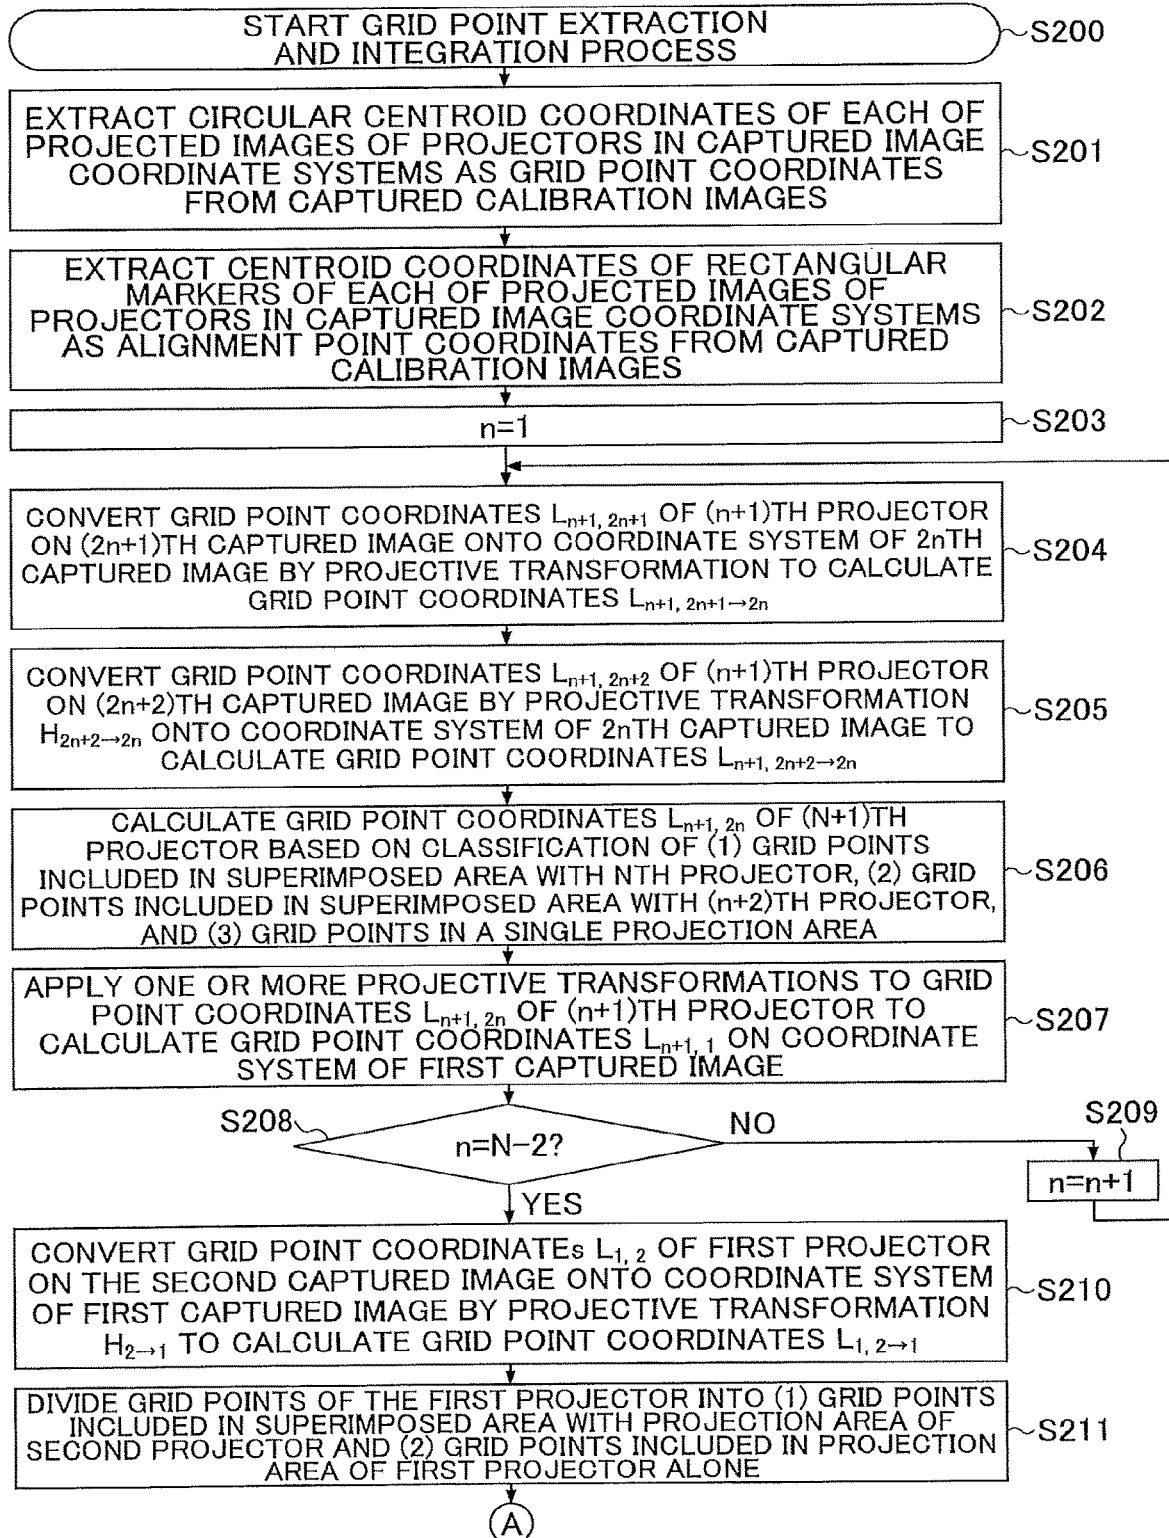 START GRID POINT EXTRACTION
AND INTEGRATION PROCESS
S200
EXTRACT CIRCULAR CENTROID COORDINATES OF EACH OF
PROJECTED IMAGES OF PROJECTORS IN CAPTURED IMAGE
COORDINATE SYSTEMS AS GRID POINT COORDINATES
FROM CAPTURED CALIBRATION IMAGES
S201
EXTRACT CENTROID COORDINATES OF RECTANGULAR
MARKERS OF EACH OF PROJECTED IMAGES OF
PROJECTORS IN CAPTURED IMAGE COORDINATE SYSTEMS
AS ALIGNMENT POINT COORDINATES FROM CAPTURED
CALIBRATION IMAGES
S202
n=1
S203
CONVERT GRID POINT COORDINATES Ln+1, 2n+1 OF (n+1)TH PROJECTOR
ON (2n+1)TH CAPTURED IMAGE ONTO COORDINATE SYSTEM OF 2nTH
CAPTURED IMAGE BY PROJECTIVE TRANSFORMATION TO CALCULATE
GRID POINT COORDINATES Ln+1, 2n+1→2n
S204
CONVERT GRID POINT COORDINATES Ln+1, 2n+2 OF (n+1)TH PROJECTOR
ON (2n+2)TH CAPTURED IMAGE BY PROJECTIVE TRANSFORMATION
H2n+2→2n ONTO COORDINATE SYSTEM OF 2nTH CAPTURED IMAGE TO
CALCULATE GRID POINT COORDINATES Ln+1, 2n+2→2n
S205
CALCULATE GRID POINT COORDINATES Ln+1, 2n OF (N+1)TH
PROJECTOR BASED ON CLASSIFICATION OF (1) GRID POINTS
INCLUDED IN SUPERIMPOSED AREA WITH NTH PROJECTOR, (2) GRID
POINTS INCLUDED IN SUPERIMPOSED AREA WITH (n+2)TH PROJECTOR,
AND (3) GRID POINTS IN A SINGLE PROJECTION AREA
S206
APPLY ONE OR MORE PROJECTIVE TRANSFORMATIONS TO GRID
POINT COORDINATES Ln+1, 2n OF (n+1)TH PROJECTOR TO
CALCULATE GRID POINT COORDINATES Ln+1, 1 ON COORDINATE
SYSTEM OF FIRST CAPTURED IMAGE
S207
S208
n=N-2?
NO
S209
n=n+1
YES
CONVERT GRID POINT COORDINATEs L1, 2 OF FIRST PROJECTOR
ON THE SECOND CAPTURED IMAGE ONTO COORDINATE SYSTEM
OF FIRST CAPTURED IMAGE BY PROJECTIVE TRANSFORMATION
H2→1 TO CALCULATE GRID POINT COORDINATES L1, 2→1
S210
DIVIDE GRID POINTS OF THE FIRST PROJECTOR INTO (1) GRID POINTS
INCLUDED IN SUPERIMPOSED AREA WITH PROJECTION AREA OF
SECOND PROJECTOR AND (2) GRID POINTS INCLUDED IN PROJECTION
AREA OF FIRST PROJECTOR ALONE
S211
A